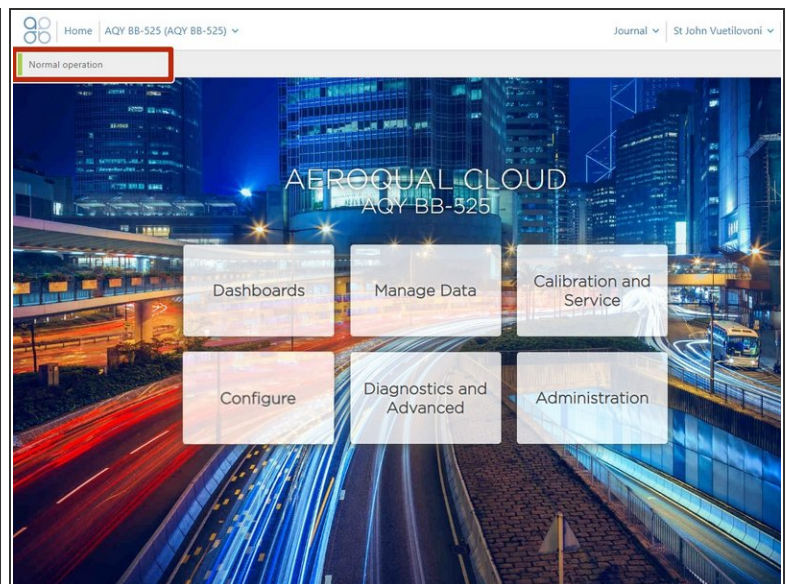 Home AQY BB-525 (AQY BB-525) Journal St John Vuetilovoni
Normal operation
AEROQUAL CLOUD
AQY BB-525
Dashboards
Manage Data
Calibration and
Service
Configure
Diagnostics and
Advanced
Administration